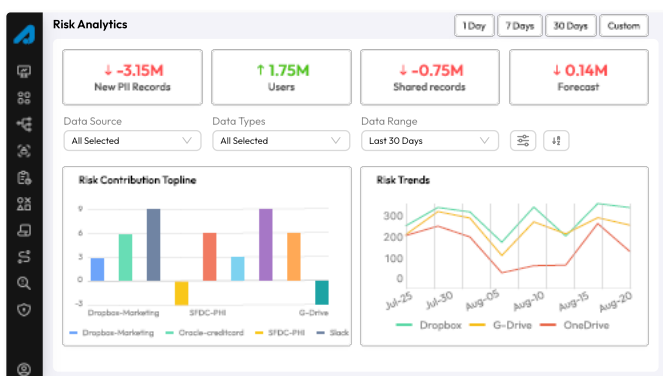 Risk Analytics
1 Day 7 Days 30 Days Custom
↓ -3.15M ↑ 1.75M ↓ -0.75M ↓ 0.14M
New PII Records Users Shared records Forecast
Data Source Data Types Data Range
All Selected All Selected Last 30 Days
Risk Contribution Topline
9
6
3
0
-3
Dropbox-Marketing SFDC-PHI G-Drive
Dropbox-Marketing Oracle-creditcard SFDC-PHI Slack
Risk Trends
300
200
100
0
Jul-25 Jul-30 Aug-05 Aug-10 Aug-15 Aug-20
Dropbox G-Drive OneDrive